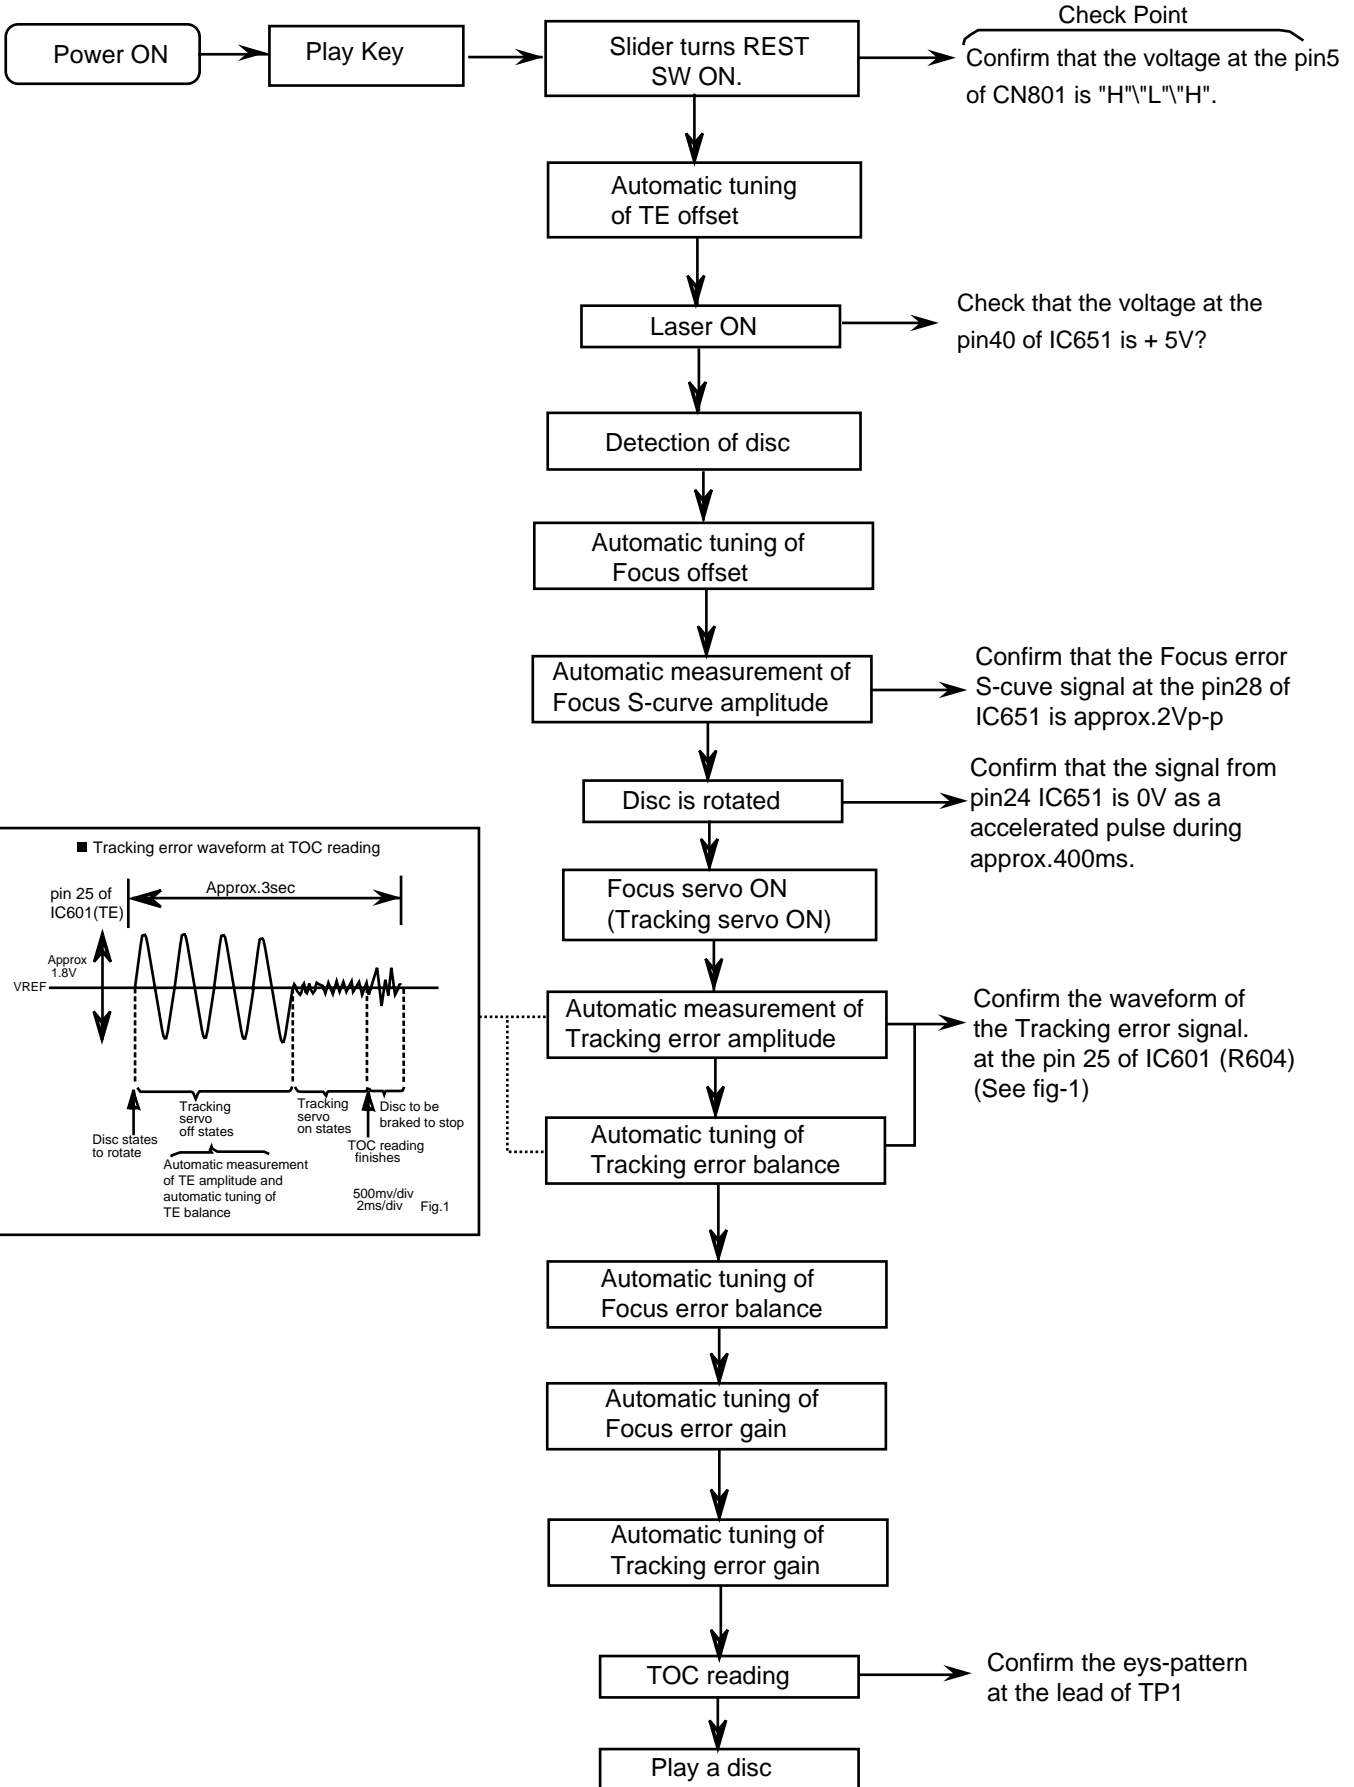 Check Point
Power ON
Play Key
Slider turns REST
SW ON.
Confirm that the voltage at the pin5
of CN801 is "H"\"L"\"H".
Automatic tuning
of TE offset
Laser ON
Check that the voltage at the
pin40 of IC651 is + 5V?
Detection of disc
Automatic tuning of
Focus offset
Automatic measurement of
Focus S-curve amplitude
Confirm that the Focus error
S-cuve signal at the pin28 of
IC651 is approx.2Vp-p
Disc is rotated
Confirm that the signal from
pin24 IC651 is 0V as a
accelerated pulse during
approx.400ms.
Focus servo ON
(Tracking servo ON)
■ Tracking error waveform at TOC reading
pin 25 of
IC601(TE)
Approx.3sec
Approx
1.8V
VREF
Disc states
to rotate
Tracking
servo
off states
Tracking
servo
on states
Disc to be
braked to stop
TOC reading
finishes
Automatic measurement
of TE amplitude and
automatic tuning of
TE balance
500mv/div
2ms/div
Fig.1
Automatic measurement of
Tracking error amplitude
Confirm the waveform of
the Tracking error signal.
at the pin 25 of IC601 (R604)
(See fig-1)
Automatic tuning of
Tracking error balance
Automatic tuning of
Focus error balance
Automatic tuning of
Focus error gain
Automatic tuning of
Tracking error gain
TOC reading
Confirm the eys-pattern
at the lead of TP1
Play a disc